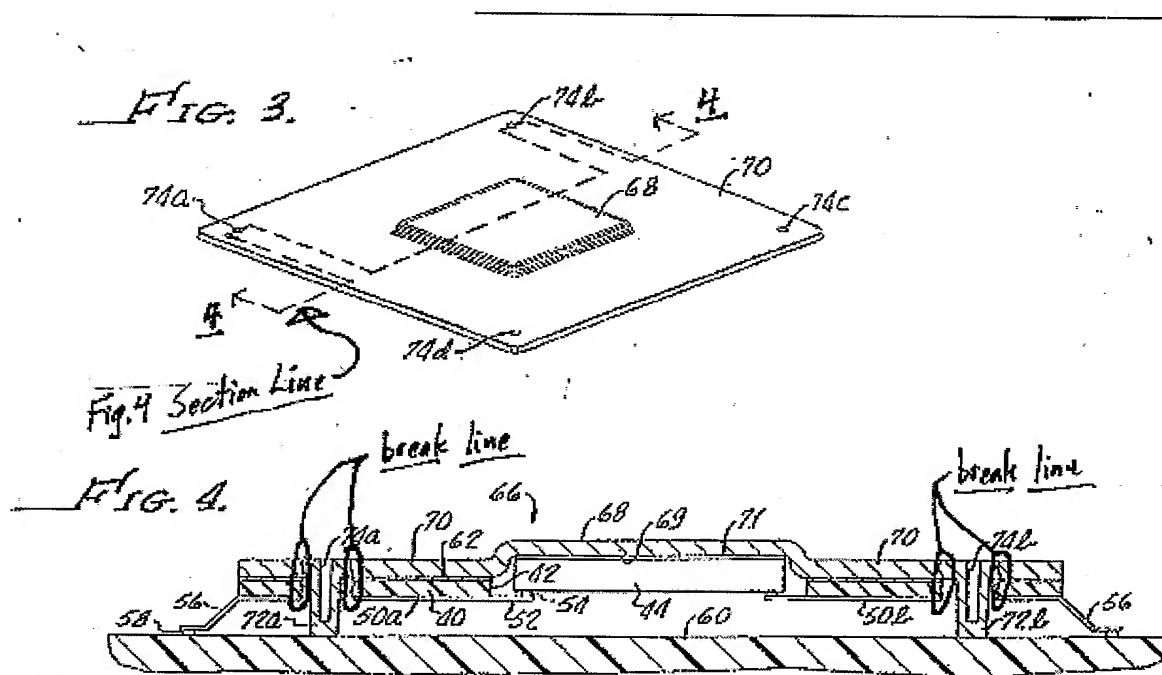 FIG. 3.
74b
4
70
68
74a
74c
4
74d
Fig.4 Section Line
break line
break line
FIG. 4.
66
74a
70
62
68
69
71
70
74b
42
54
56
58
72a
50a
40
52
44
60
50b
72b
56